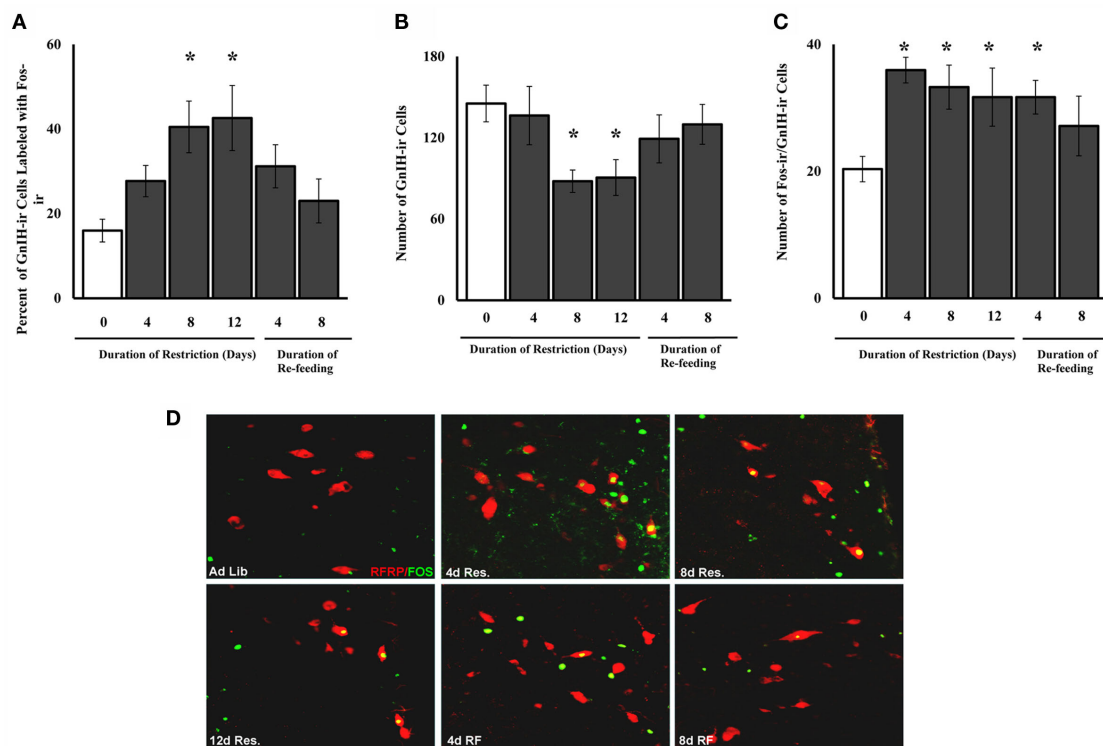 A
Percent of GnIH-ir Cells Labeled with Fos-
ir
60
40
20
0
* *
0 4 8 12 4 8
Duration of Restriction (Days) Duration of
Re-feeding
B
Number of GnIH-ir Cells
180
120
60
0
* *
0 4 8 12 4 8
Duration of Restriction (Days) Duration of
Re-feeding
C
Number of Fos-ir/GnIH-ir Cells
40
20
0
* * * *
0 4 8 12 4 8
Duration of Restriction (Days) Duration of
Re-feeding
D
Ad Lib RFRP/FOS
4d Res.
8d Res.
12d Res.
4d RF
8d RF